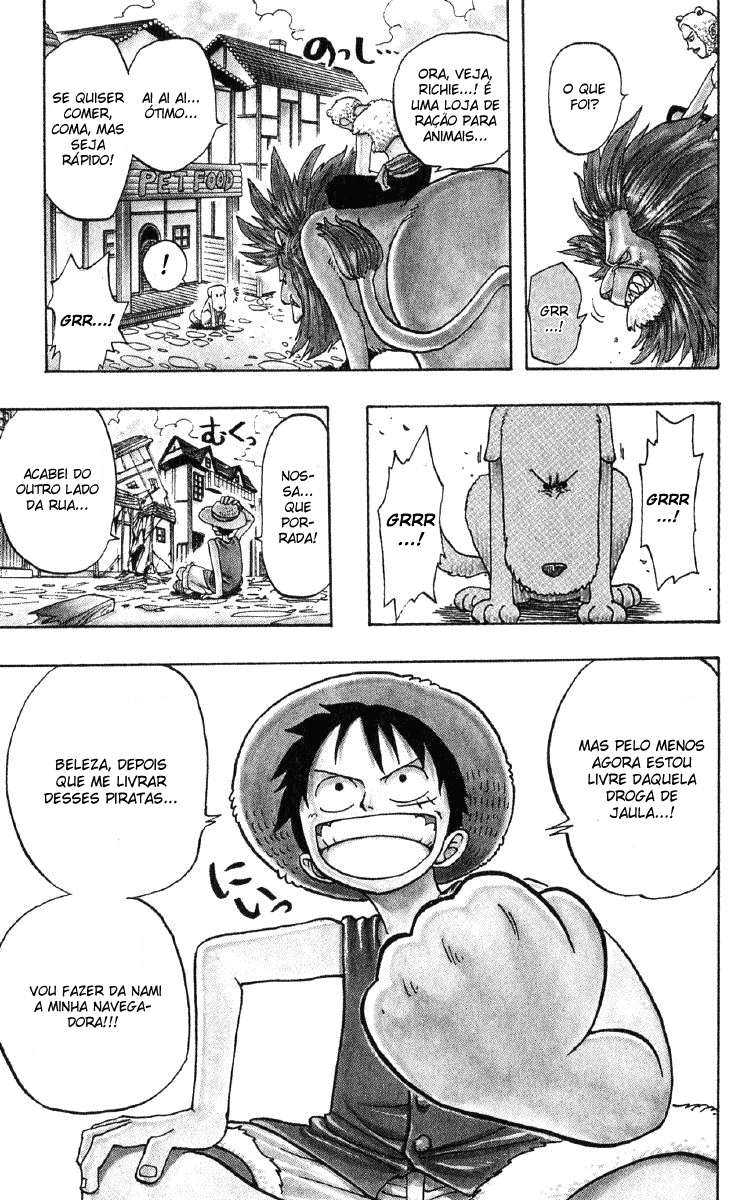 O QUE
FOI?
GRR
...!
ORA, VEJA,
RICHIE...! É
UMA LOJA DE
RAÇÃO PARA
ANIMAIS...
のっし...
AI AI AI...
ÓTIMO...
SE QUISER
COMER,
COMA, MAS
SEJA
RÁPIDO!
PET FOOD
!
GRR...!
GRRR
...!
GRRR
...!
むくっ
NOS-
SA...
QUE
POR-
RADA!
ACABEI DO
OUTRO LADO
DA RUA...
MAS PELO MENOS
AGORA ESTOU
LIVRE DAQUELA
DROGA DE
JAULA...!
BELEZA, DEPOIS
QUE ME LIVRAR
DESSES PIRATAS...
にいっ
VOU FAZER DA NAMI
A MINHA NAVEGA-
DORA!!!